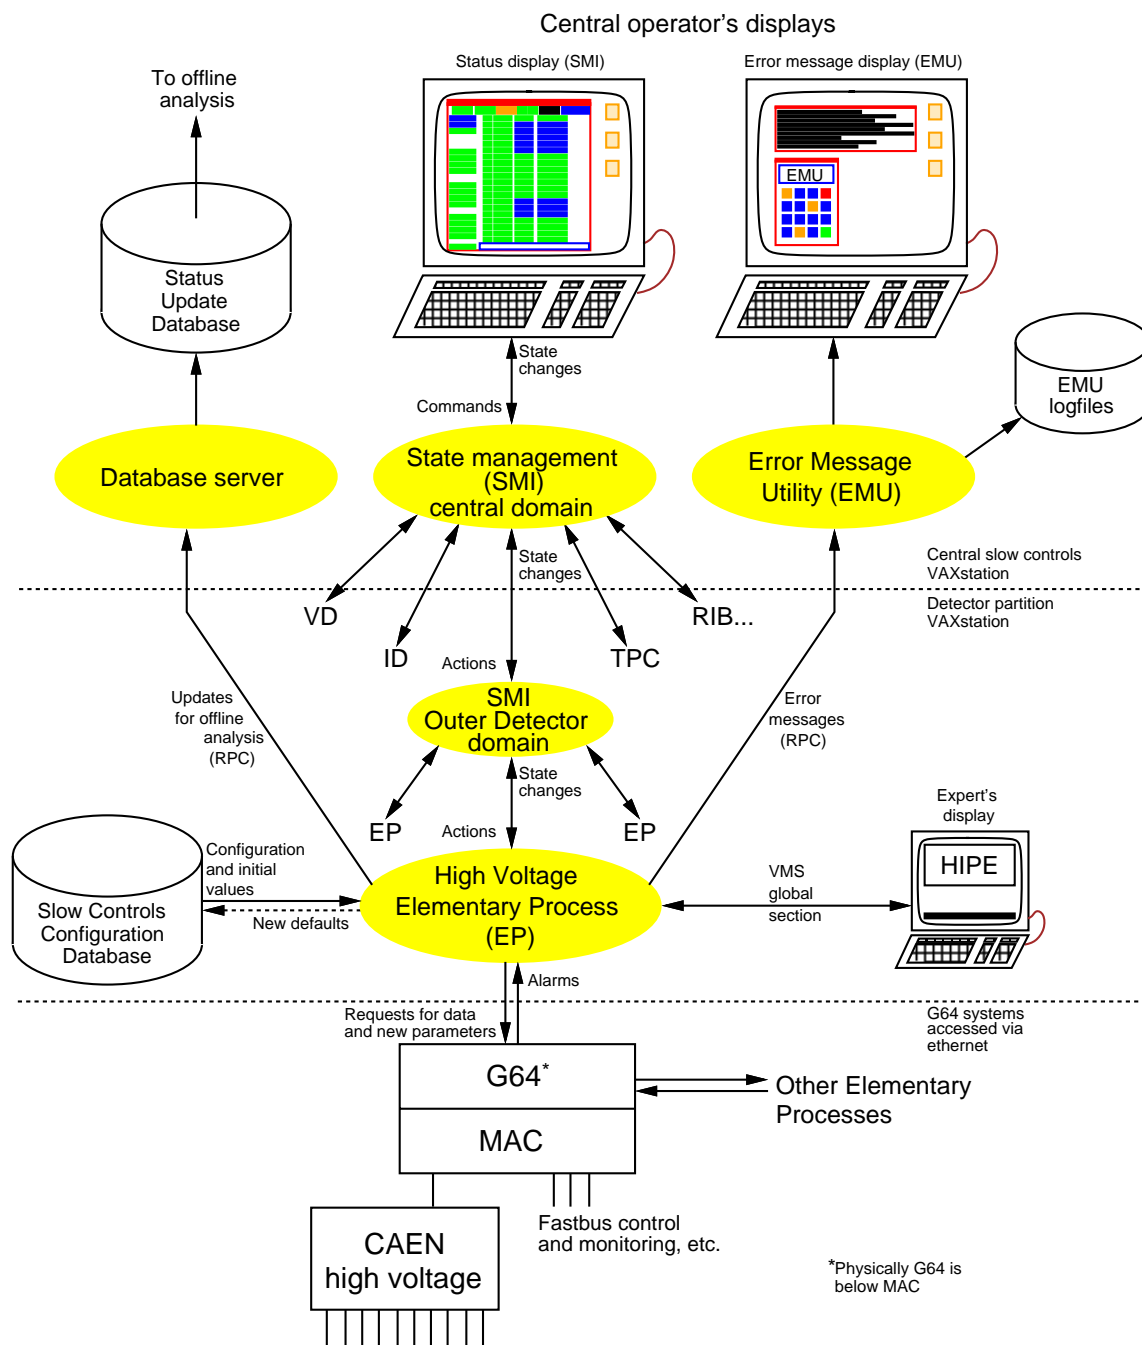 Central operator's displays
Status display (SMI)
Error message display (EMU)
To offline
analysis
EMU
Status
Update
Database
State
changes
Commands
EMU
logfiles
Database server
State management
(SMI)
central domain
Error Message
Utility (EMU)
State
changes
Central slow controls
VAXstation
Detector partition
VAXstation
VD
ID
TPC
RIB...
Actions
SMI
Outer Detector
domain
Updates
for offline
analysis
(RPC)
Error
messages
(RPC)
State
changes
EP
EP
Actions
Expert's
display
HIPE
Configuration
and initial
values
New defaults
Slow Controls
Configuration
Database
High Voltage
Elementary Process
(EP)
VMS
global
section
Alarms
Requests for data
and new parameters
G64 systems
accessed via
ethernet
G64*
MAC
Other Elementary
Processes
Fastbus control
and monitoring, etc.
CAEN
high voltage
*Physically G64 is
below MAC